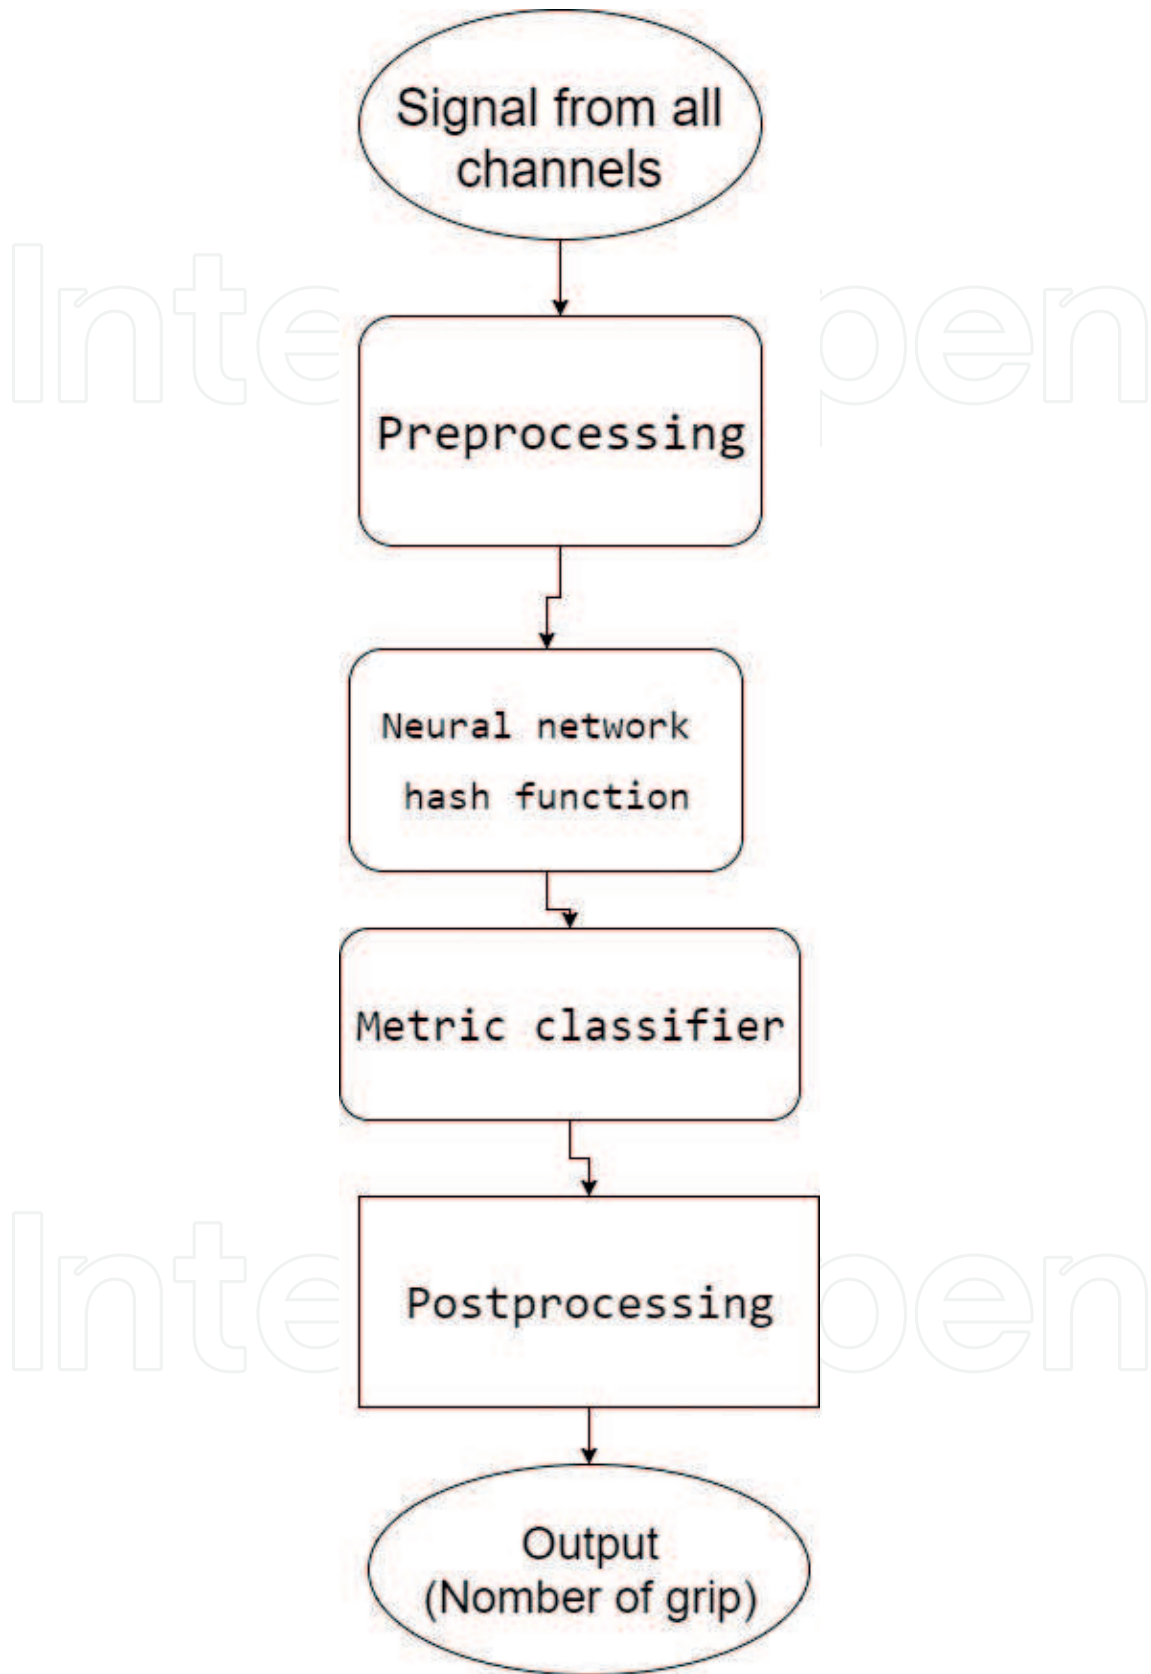 Signal from all
channels
Preprocessing
Neural network
hash function
Metric classifier
Postprocessing
Output
(Nomber of grip)